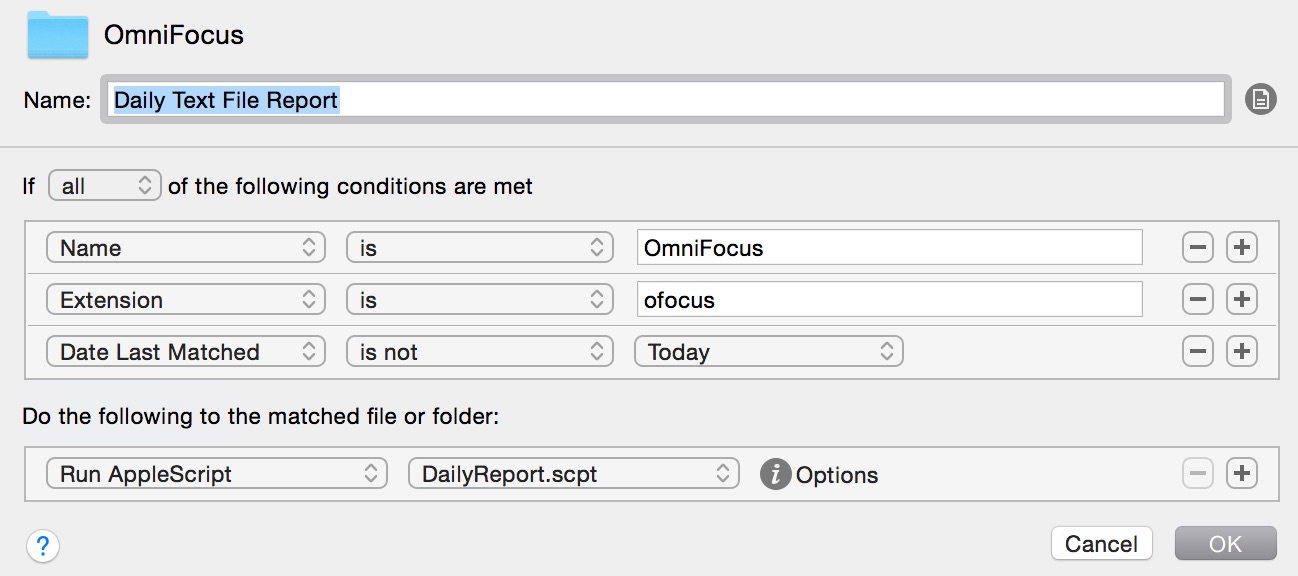 OmniFocus
Name: Daily Text File Report
If all of the following conditions are met
Name is OmniFocus
Extension is ofocus
Date Last Matched is not Today
Do the following to the matched file or folder:
Run AppleScript DailyReport.scpt i Options
? Cancel OK